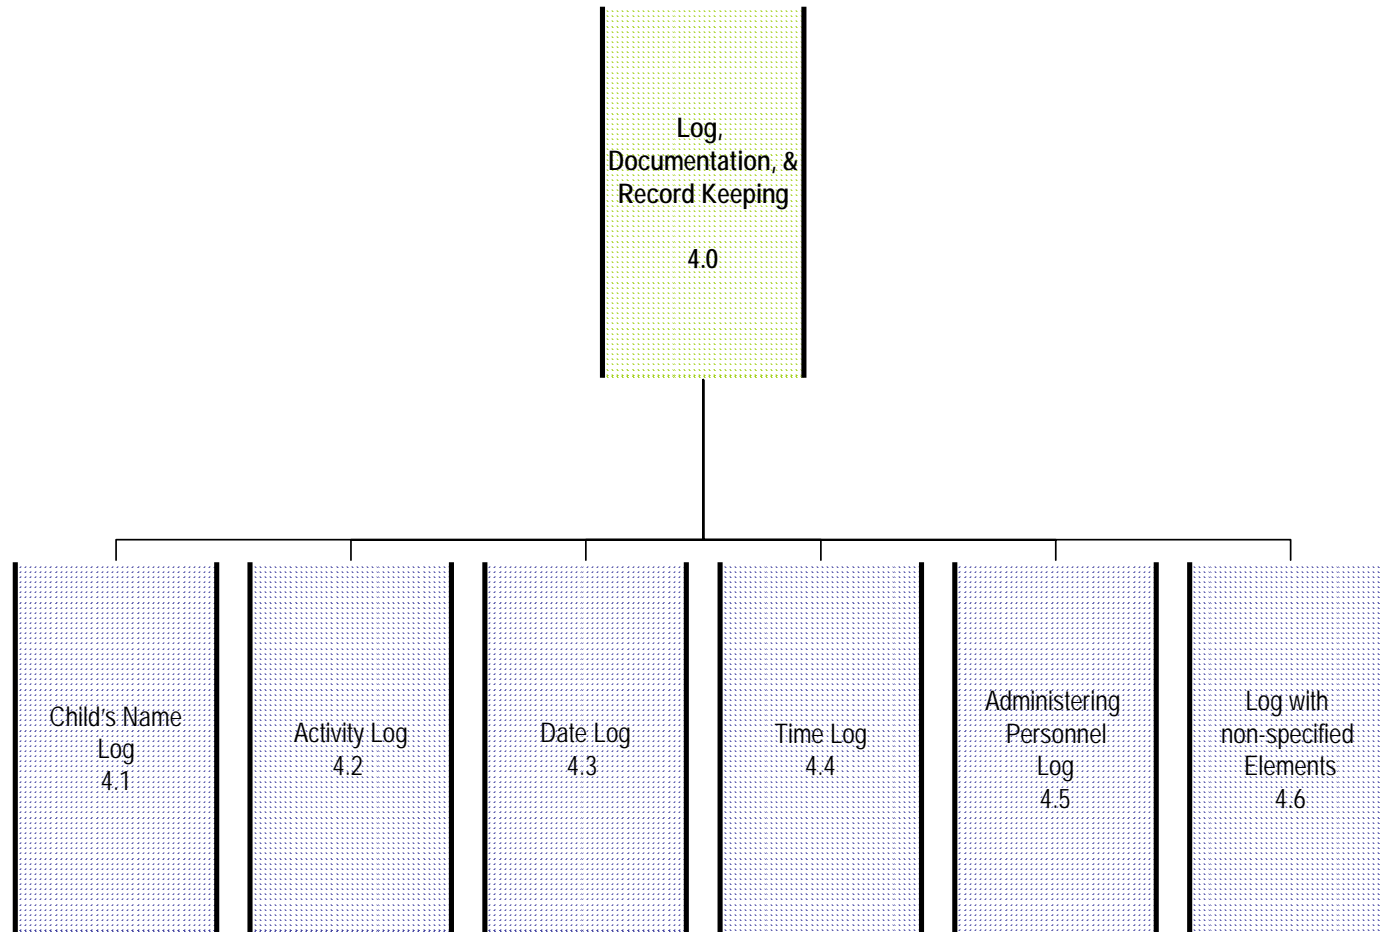 Log,
Documentation, &
Record Keeping
4.0
Child's Name
Log
4.1
Activity Log
4.2
Date Log
4.3
Time Log
4.4
Administering
Personnel
Log
4.5
Log with
non-specified
Elements
4.6